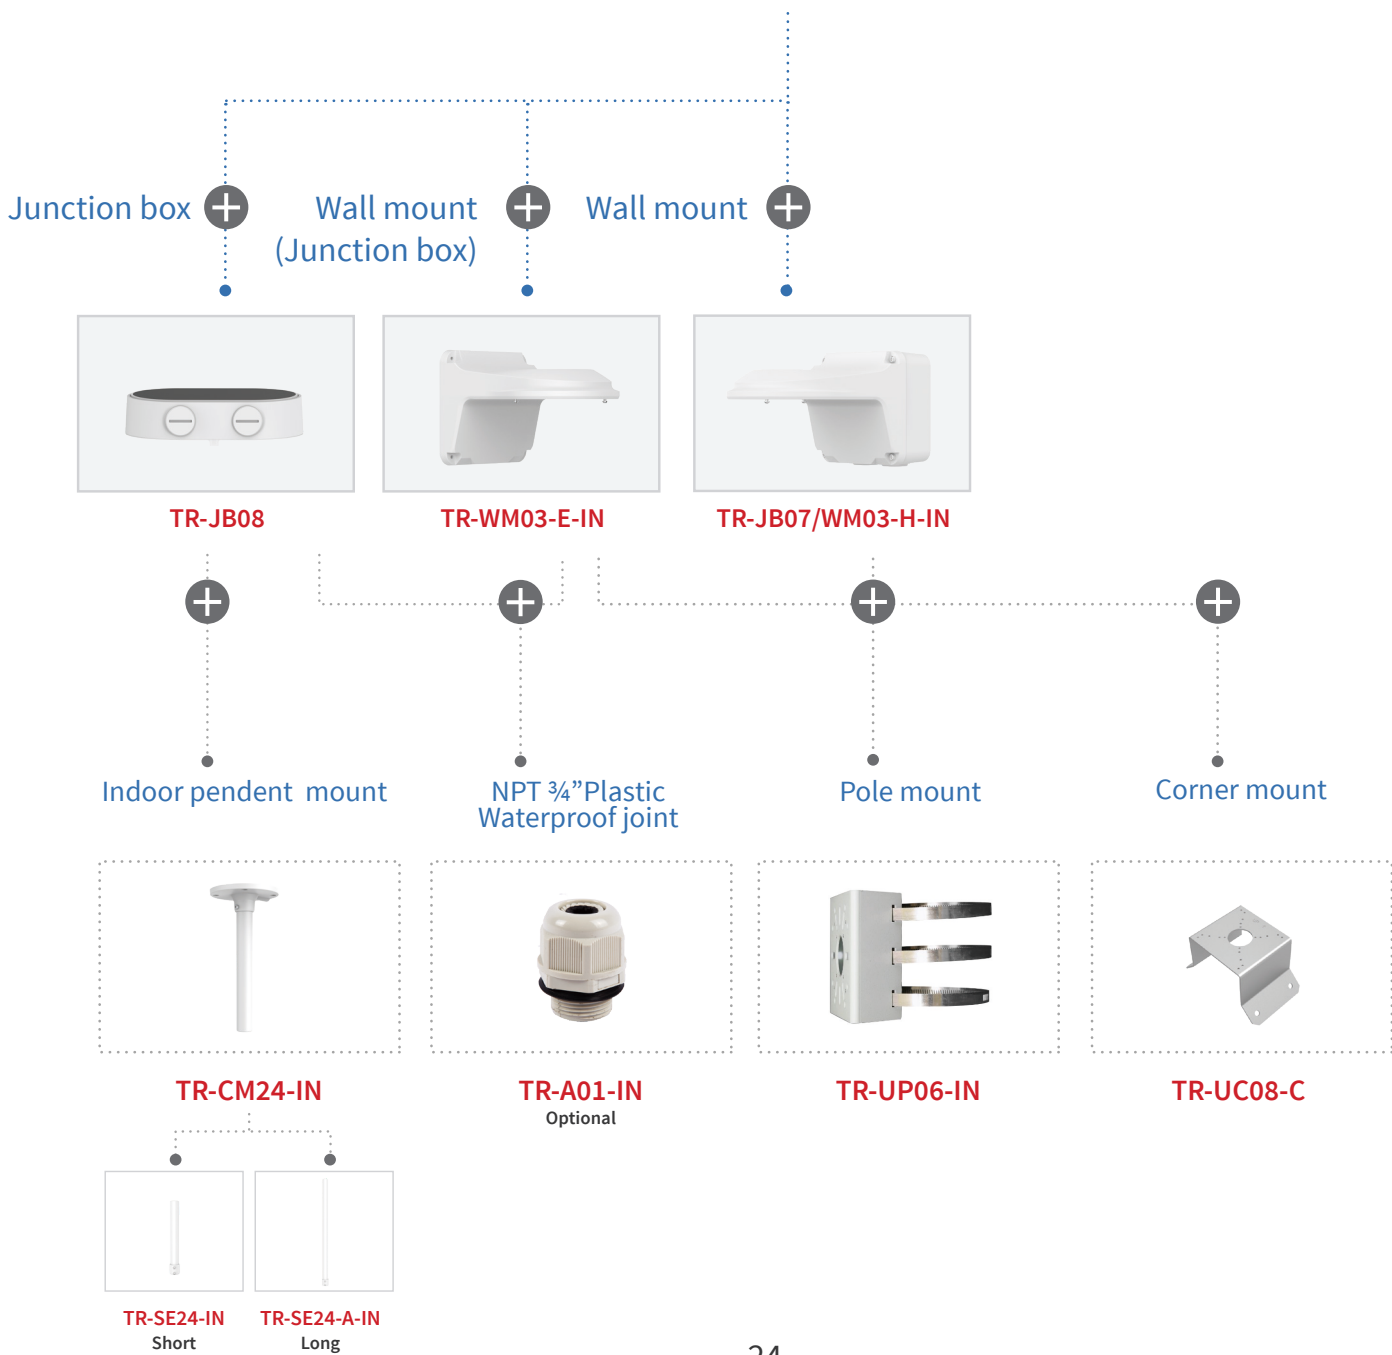 Junction box
Wall mount
(Junction box)
Wall mount
TR-JB08
TR-WM03-E-IN
TR-JB07/WM03-H-IN
Indoor pendent mount
NPT ¾”Plastic
Waterproof joint
Pole mount
Corner mount
TR-CM24-IN
TR-A01-IN
Optional
TR-UP06-IN
TR-UC08-C
TR-SE24-IN
Short
TR-SE24-A-IN
Long
24